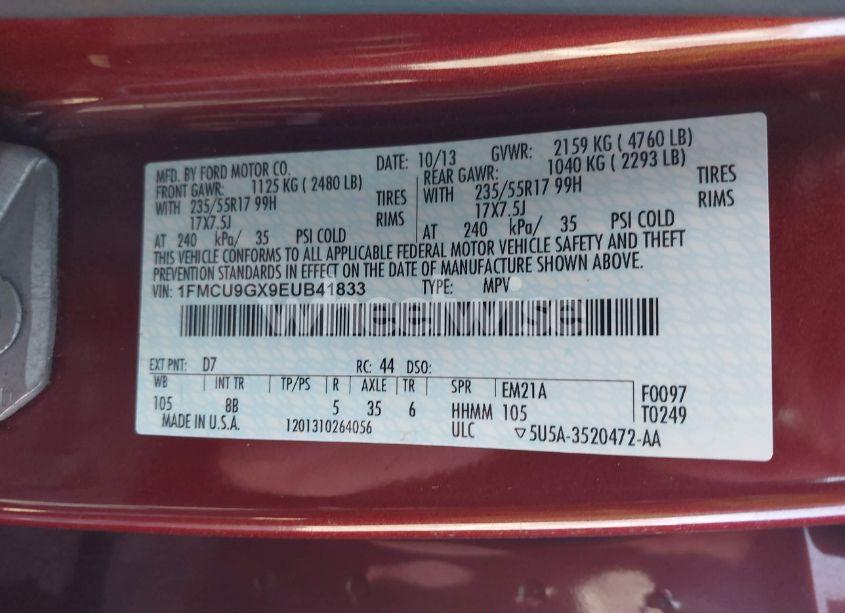 MFD. BY FORD MOTOR CO.
DATE: 10/13 GVWR: 2159 KG ( 4760 LB)
FRONT GAWR: 1125 KG ( 2480 LB)
REAR GAWR: 1040 KG ( 2293 LB)
WITH 235/55R17 99H TIRES
WITH 235/55R17 99H TIRES
17X7.5J RIMS
17X7.5J RIMS
AT 240 kPa/ 35 PSI COLD
AT 240 kPa/ 35 PSI COLD
THIS VEHICLE CONFORMS TO ALL APPLICABLE FEDERAL MOTOR VEHICLE SAFETY AND THEFT
PREVENTION STANDARDS IN EFFECT ON THE DATE OF MANUFACTURE SHOWN ABOVE.
VIN: 1FMCU9GX9EUB41833 TYPE: MPV
wheelwise
EXT PNT: D7 RC: 44 DSO:
WB INT TR TP/PS R AXLE TR SPR EM21A F0097
105 8B 5 35 6 HHMM 105 T0249
MADE IN U.S.A. 1201310264056 ULC ▽5U5A-3520472-AA